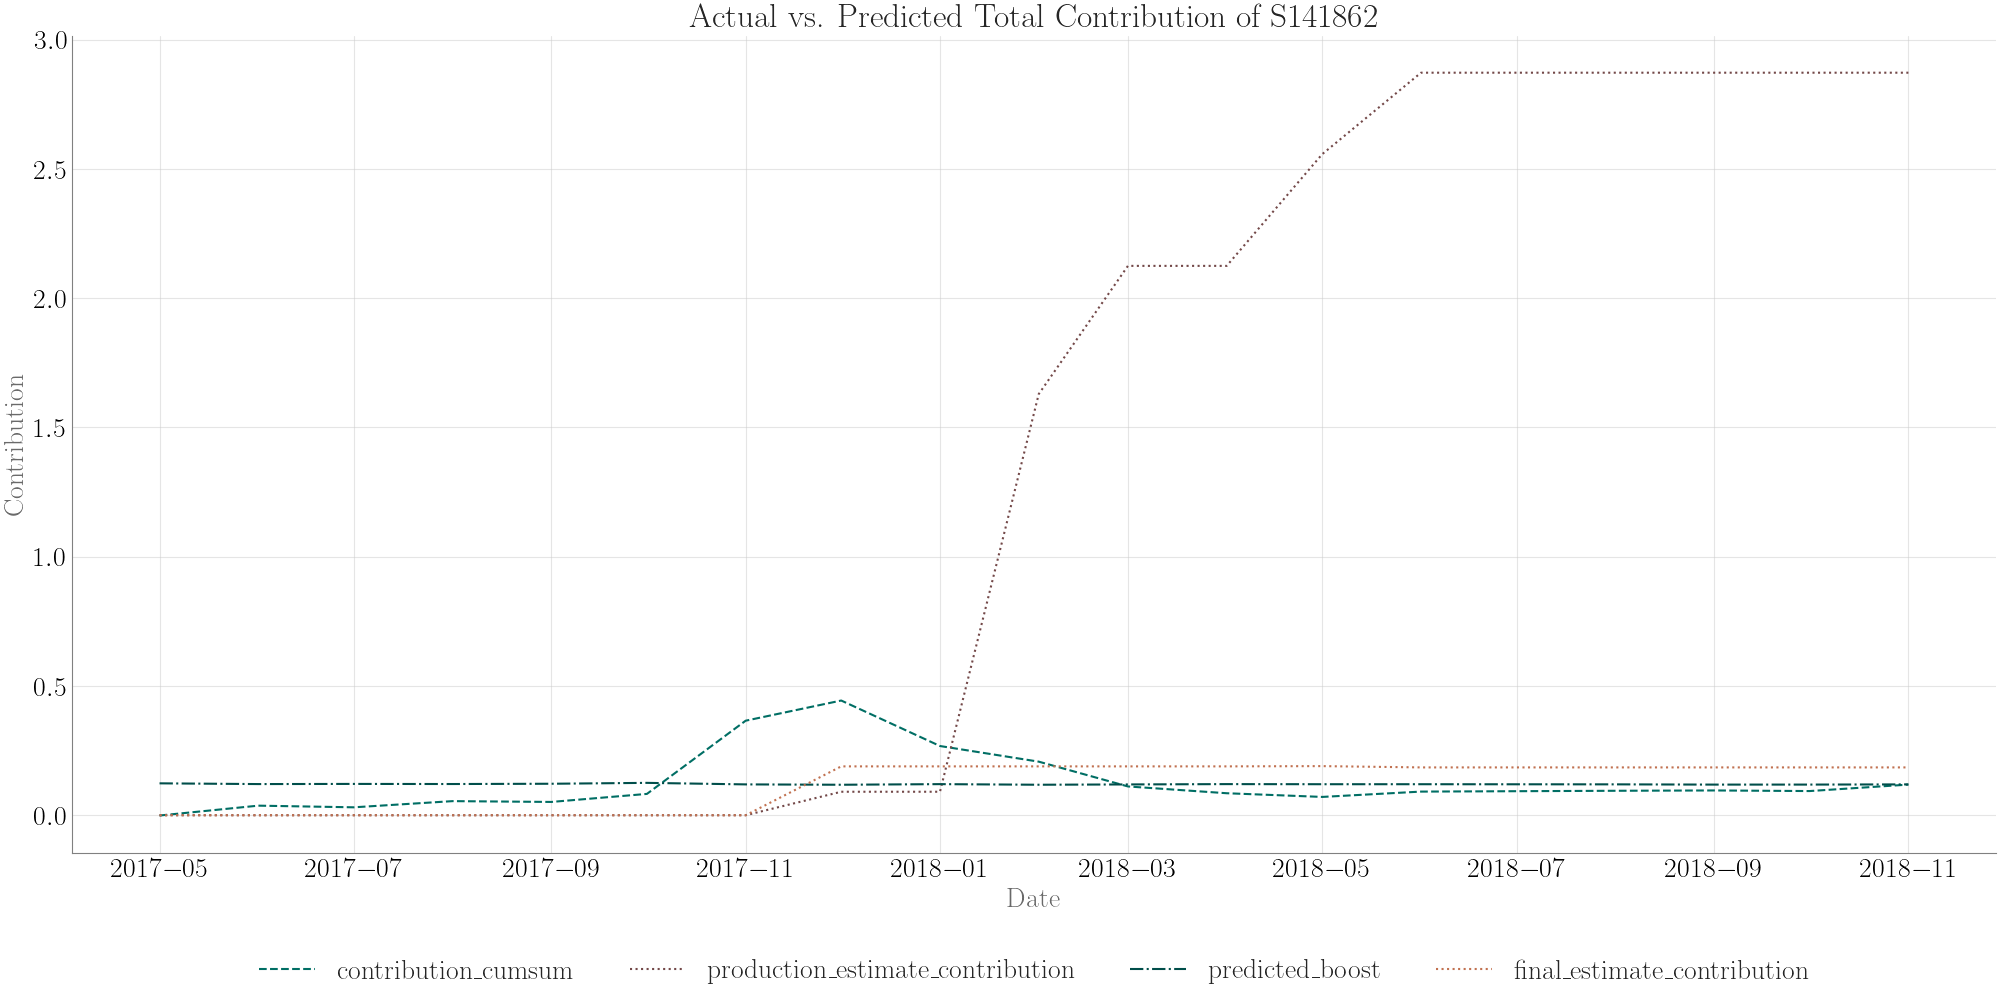 Actual vs. Predicted Total Contribution of S141862
3.0
2.5
2.0
1.5
1.0
0.5
0.0
Contribution
2017–05 2017–07 2017–09 2017–11 2018–01 2018–03 2018–05 2018–07 2018–09 2018–11
Date
contribution_cumsum production_estimate_contribution predicted_boost final_estimate_contribution